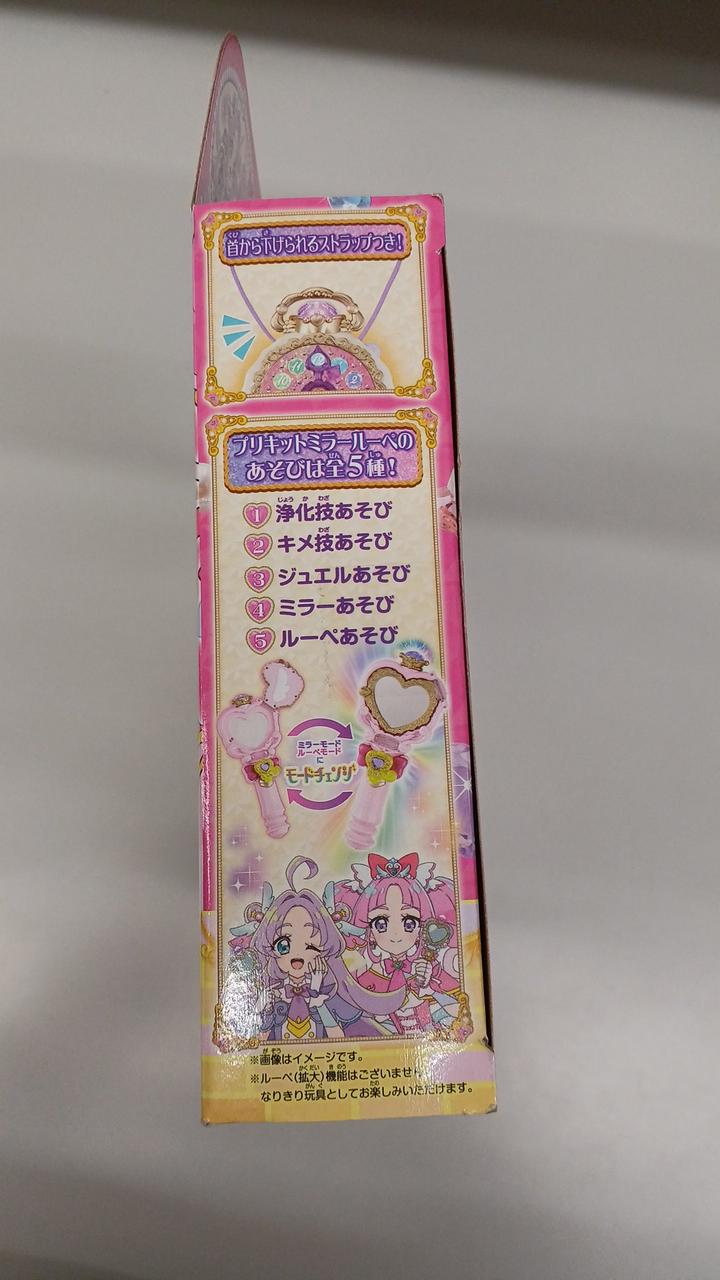 首から下げられるストラップつき!
プリキットミラールーペの
あそびは全5種!
1 浄化技あそび
2 キメ技あそび
3 ジュエルあそび
4 ミラーあそび
5 ルーペあそび
ミラーモード
ルーペモード
に
モードチェンジ
※画像はイメージです。
※ルーペ(拡大)機能はございません。
なりきり玩具としてお楽しみいただけます。